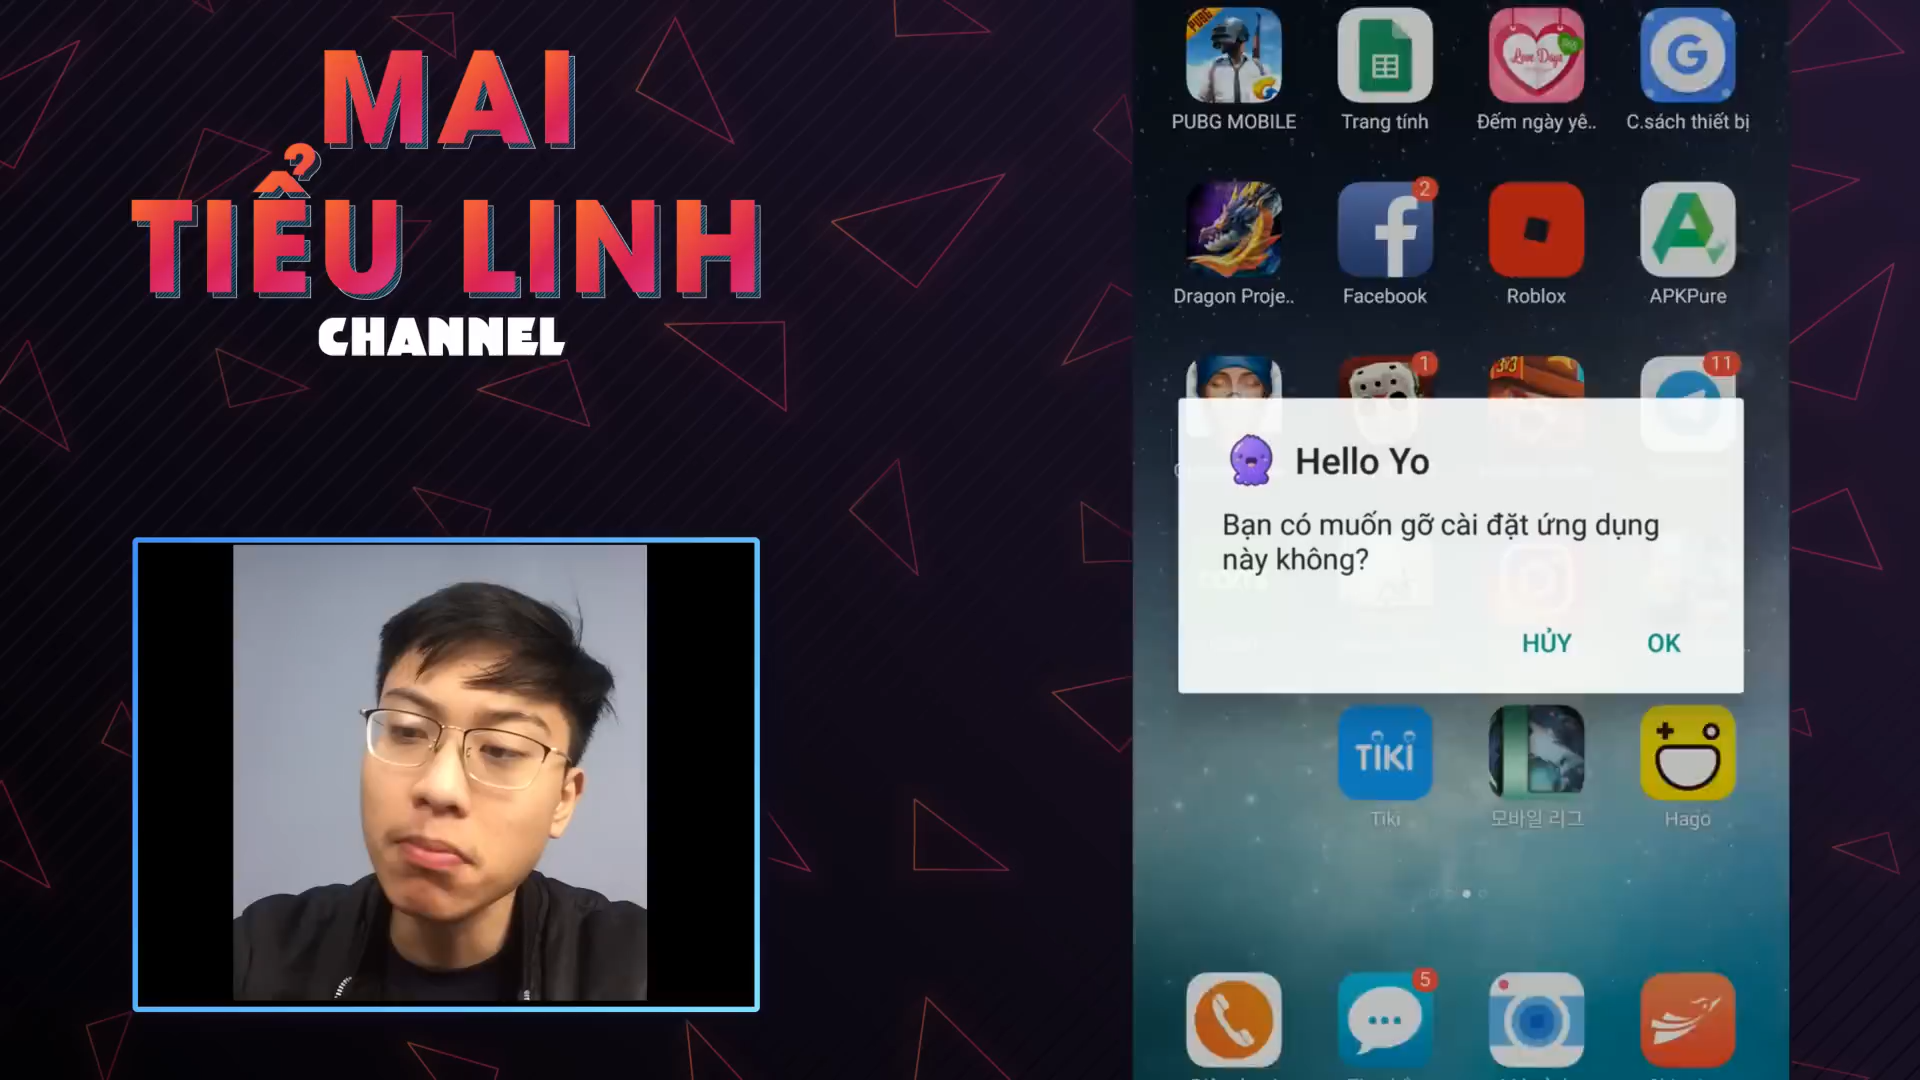 MAI
TIỂU LINH
CHANNEL
PUBG MOBILE
Trang tính
Đếm ngày yê..
C.sách thiết bị
2
Dragon Proje..
Facebook
Roblox
APKPure
1
3v3
11
Hello Yo
Bạn có muốn gỡ cài đặt ứng dụng
này không?
HỦY
OK
TIKI
Tiki
모바일 리그
Hago
5